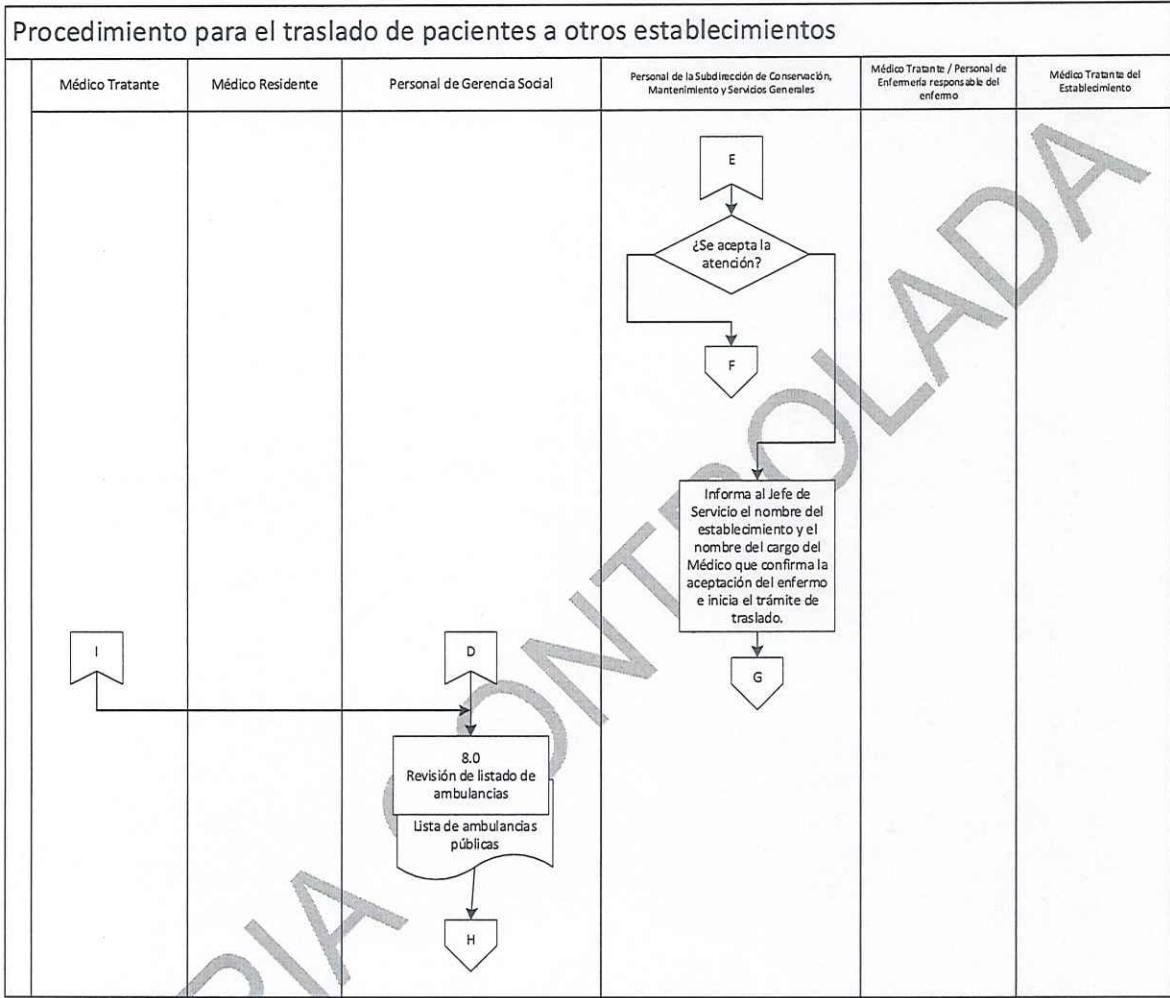 Procedimiento para el traslado de pacientes a otros establecimientos
Médico Tratante
Médico Residente
Personal de Gerencia Social
Personal de la Subdirección de Conservación,
Mantenimiento y Servicios Generales
Médico Tratante / Personal de
Enfermería responsable del
enfermo
Médico Tratante del
Establecimiento
E
¿Se acepta la
atención?
F
Informa al Jefe de
Servicio el nombre del
establecimiento y el
nombre del cargo del
Médico que confirma la
aceptación del enfermo
e inicia el trámite de
traslado.
G
I
D
8.0
Revisión de listado de
ambulancias
Lista de ambulancias
públicas
H
RIA CONTROLADA